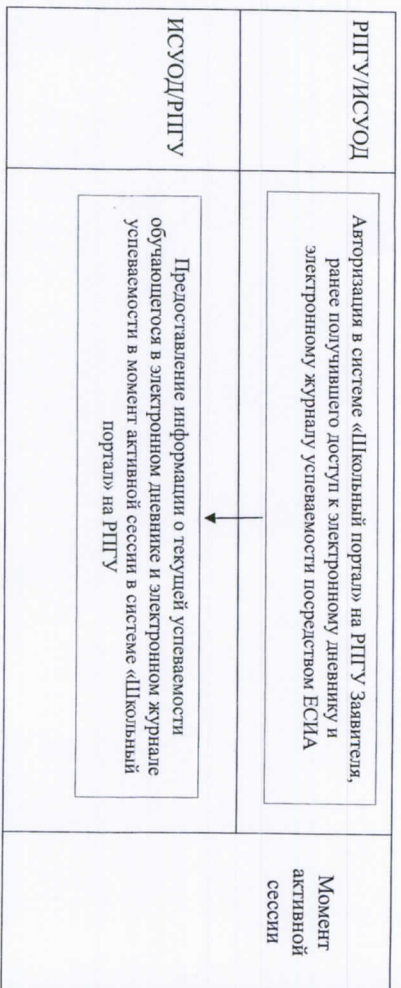 РПГУ/ИСУОД
Авторизация в системе «Школьный портал» на РПГУ Заявителя,
ранее получившего доступ к электронному дневнику и
электронному журналу успеваемости посредством ЕСИА
Момент
активной
сессии
ИСУОД/РПГУ
Предоставление информации о текущей успеваемости
обучающегося в электронном дневнике и электронном журнале
успеваемости в момент активной сессии в системе «Школьный
портал» на РПГУ